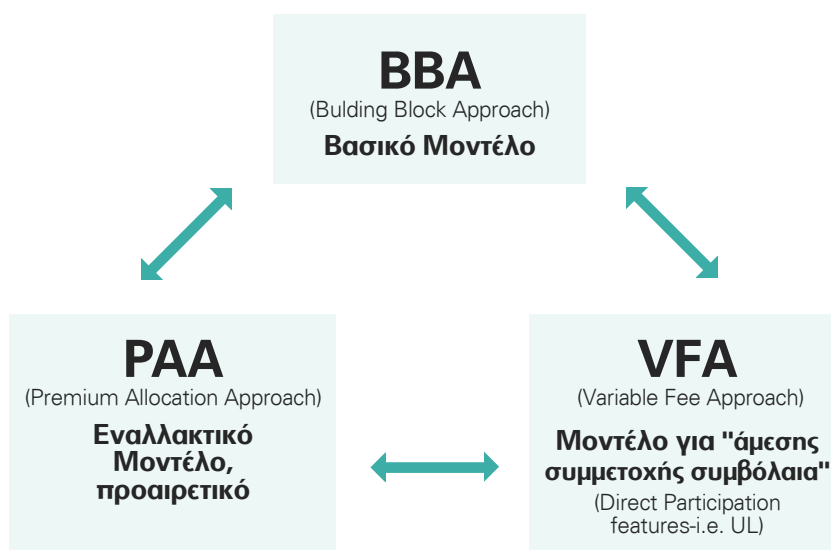 BBA
(Bulding Block Approach)
Βασικό Μοντέλο
PAA
(Premium Allocation Approach)
Εναλλακτικό
Μοντέλο,
προαιρετικό
VFA
(Variable Fee Approach)
Μοντέλο για "άμεσης
συμμετοχής συμβόλαια"
(Direct Participation
features-i.e. UL)